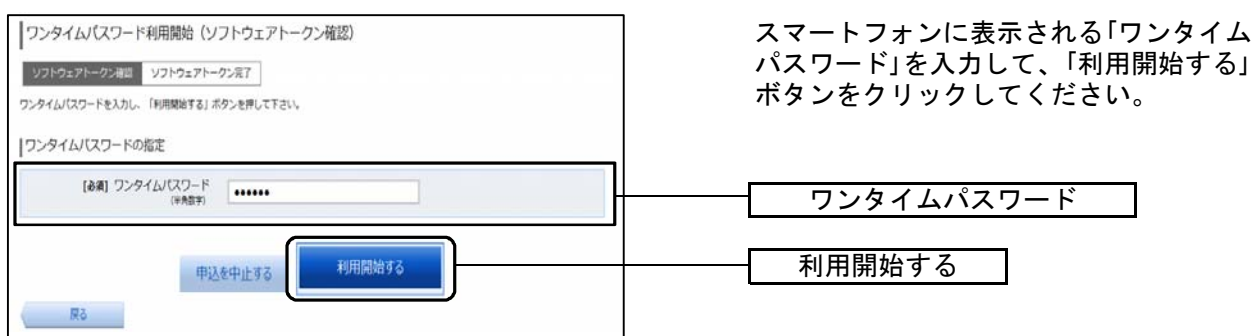 ワンタイムパスワード利用開始（ソフトウェアトークン確認）
ソフトウェアトークン確認 ソフトウェアトークン完了
ワンタイムパスワードを入力し、「利用開始する」ボタンを押して下さい。
ワンタイムパスワードの指定
[必須] ワンタイムパスワード
(半角数字)
••••••
申込を中止する 利用開始する
戻る
スマートフォンに表示される「ワンタイム
パスワード」を入力して、「利用開始する」
ボタンをクリックしてください。
ワンタイムパスワード
利用開始する